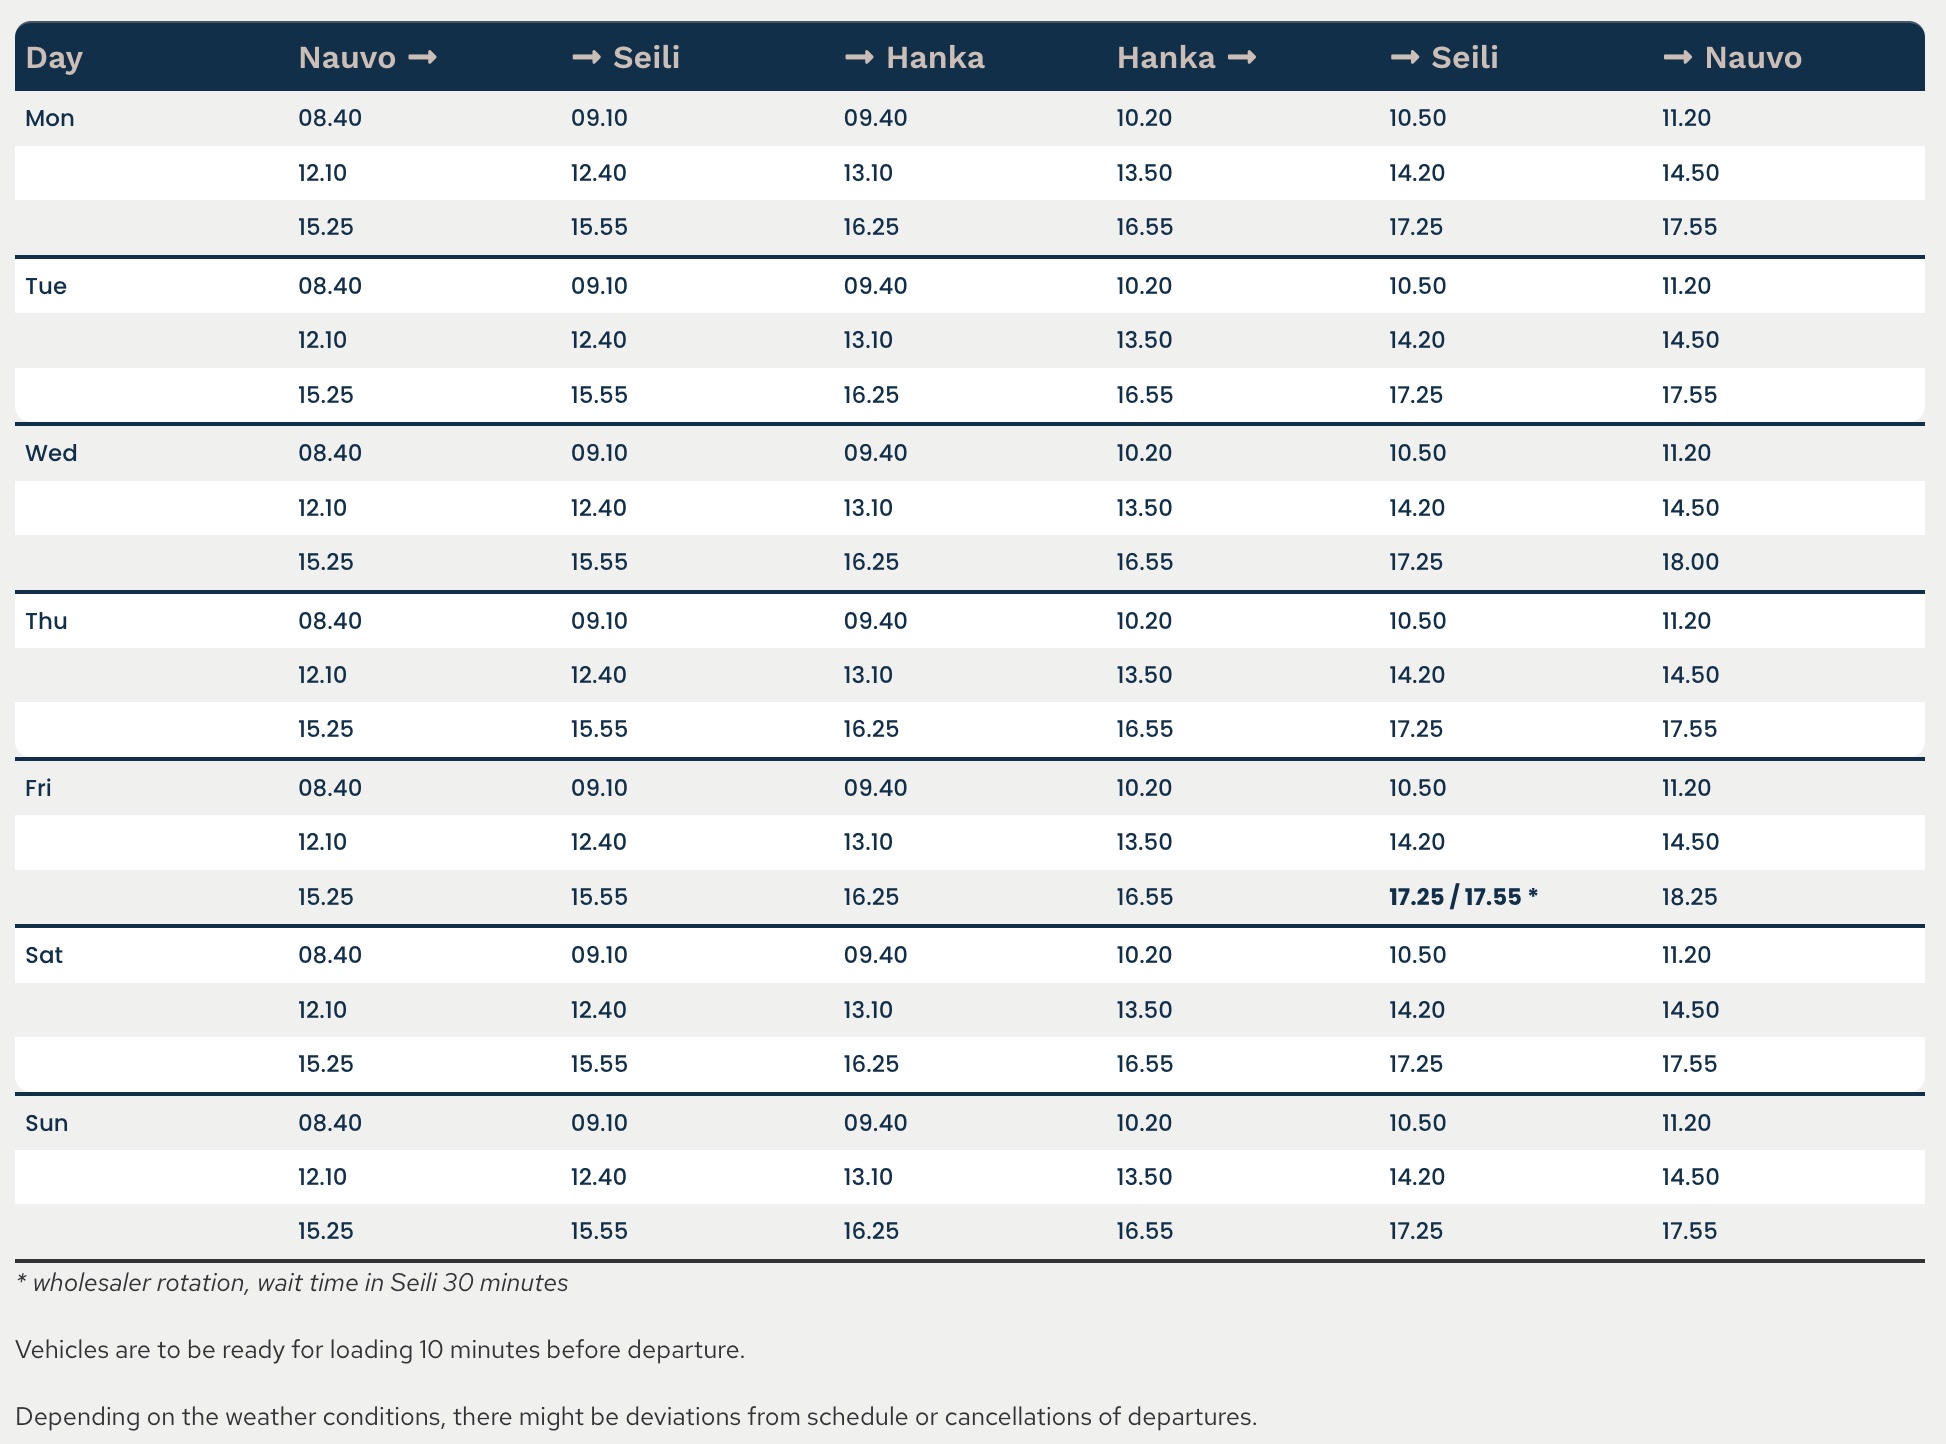 Day Nauvo → → Seili → Hanka Hanka → → Seili → Nauvo
Mon 08.40 09.10 09.40 10.20 10.50 11.20
12.10 12.40 13.10 13.50 14.20 14.50
15.25 15.55 16.25 16.55 17.25 17.55
Tue 08.40 09.10 09.40 10.20 10.50 11.20
12.10 12.40 13.10 13.50 14.20 14.50
15.25 15.55 16.25 16.55 17.25 17.55
Wed 08.40 09.10 09.40 10.20 10.50 11.20
12.10 12.40 13.10 13.50 14.20 14.50
15.25 15.55 16.25 16.55 17.25 18.00
Thu 08.40 09.10 09.40 10.20 10.50 11.20
12.10 12.40 13.10 13.50 14.20 14.50
15.25 15.55 16.25 16.55 17.25 17.55
Fri 08.40 09.10 09.40 10.20 10.50 11.20
12.10 12.40 13.10 13.50 14.20 14.50
15.25 15.55 16.25 16.55 17.25 / 17.55 * 18.25
Sat 08.40 09.10 09.40 10.20 10.50 11.20
12.10 12.40 13.10 13.50 14.20 14.50
15.25 15.55 16.25 16.55 17.25 17.55
Sun 08.40 09.10 09.40 10.20 10.50 11.20
12.10 12.40 13.10 13.50 14.20 14.50
15.25 15.55 16.25 16.55 17.25 17.55
* wholesaler rotation, wait time in Seili 30 minutes
Vehicles are to be ready for loading 10 minutes before departure.
Depending on the weather conditions, there might be deviations from schedule or cancellations of departures.